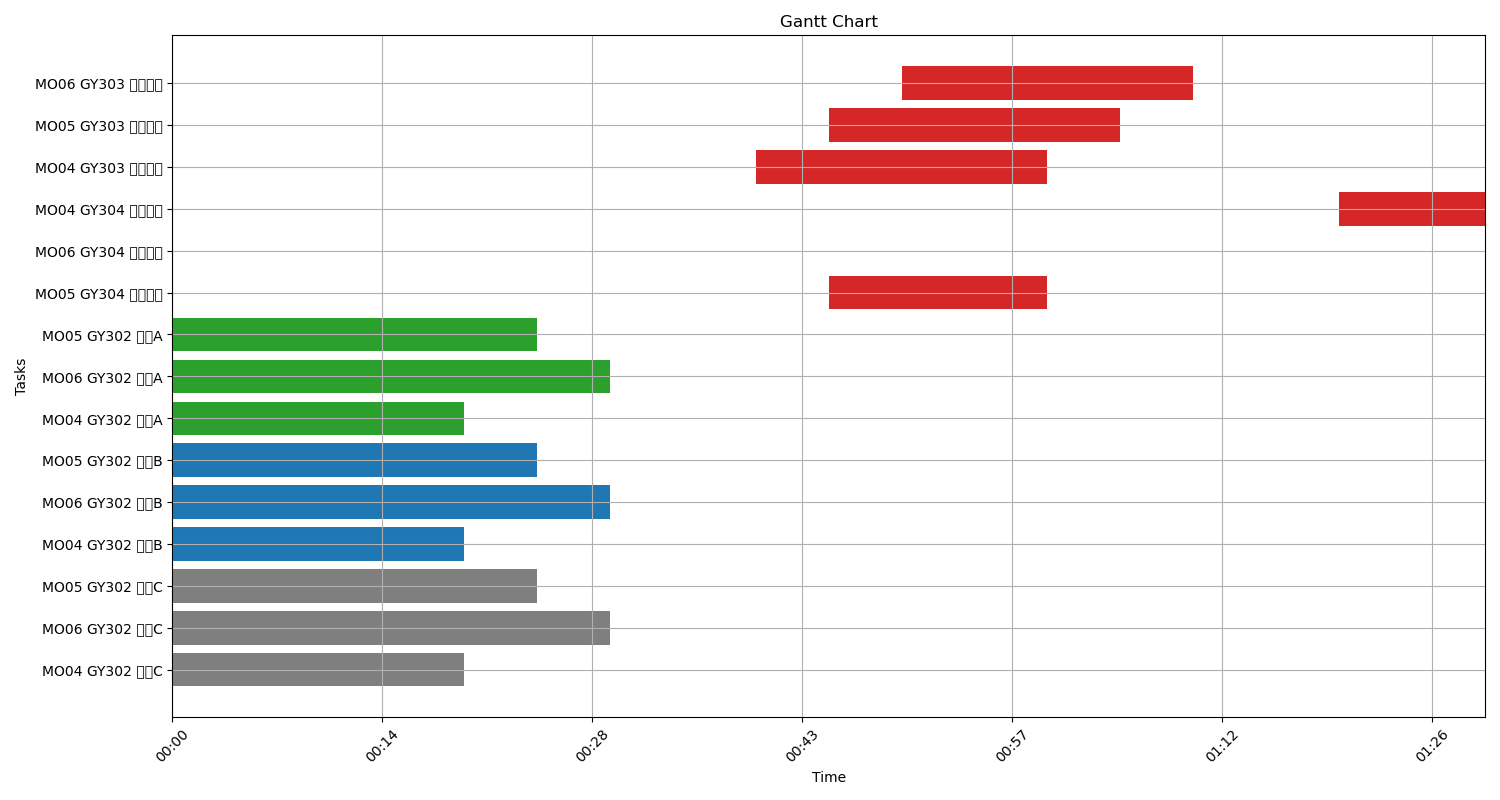 Gantt Chart
MO06 GY303
MO05 GY303
MO04 GY303
MO04 GY304
MO06 GY304
MO05 GY304
MO05 GY302 A
MO06 GY302 A
MO04 GY302 A
MO05 GY302 B
MO06 GY302 B
MO04 GY302 B
MO05 GY302 C
MO06 GY302 C
MO04 GY302 C
Tasks
00:00
00:14
00:28
00:43
00:57
01:12
01:26
Time